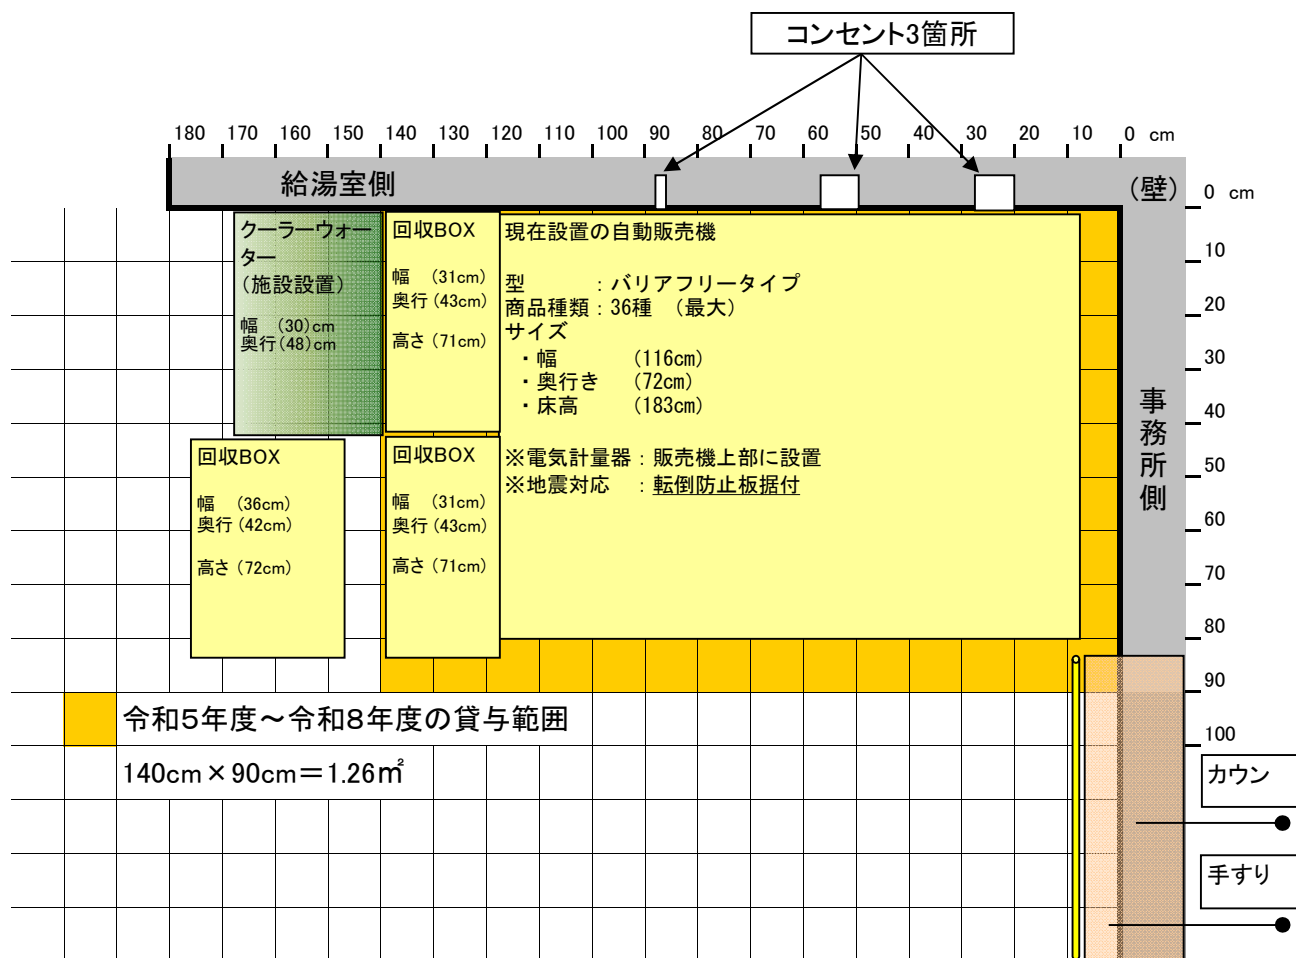 コンセント3箇所
180 170 160 150 140 130 120 110 100 90 80 70 60 50 40 30 20 10 0 cm
給湯室側
(壁)
0 cm
10
20
30
40
50
60
70
80
90
100
事務所側
クーラーウォー
ター
(施設設置)
幅 (30)cm
奥行(48)cm
回収BOX
幅 (31cm)
奥行(43cm)
高さ(71cm)
現在設置の自動販売機
型 :バリアフリータイプ
商品種類:36種 (最大)
サイズ
・幅 (116cm)
・奥行き (72cm)
・床高 (183cm)
※電気計量器:販売機上部に設置
※地震対応 :転倒防止板据付
回収BOX
幅 (36cm)
奥行(42cm)
高さ(72cm)
回収BOX
幅 (31cm)
奥行(43cm)
高さ(71cm)
令和5年度～令和8年度の貸与範囲
140cm×90cm＝1.26㎡
カウン
手すり